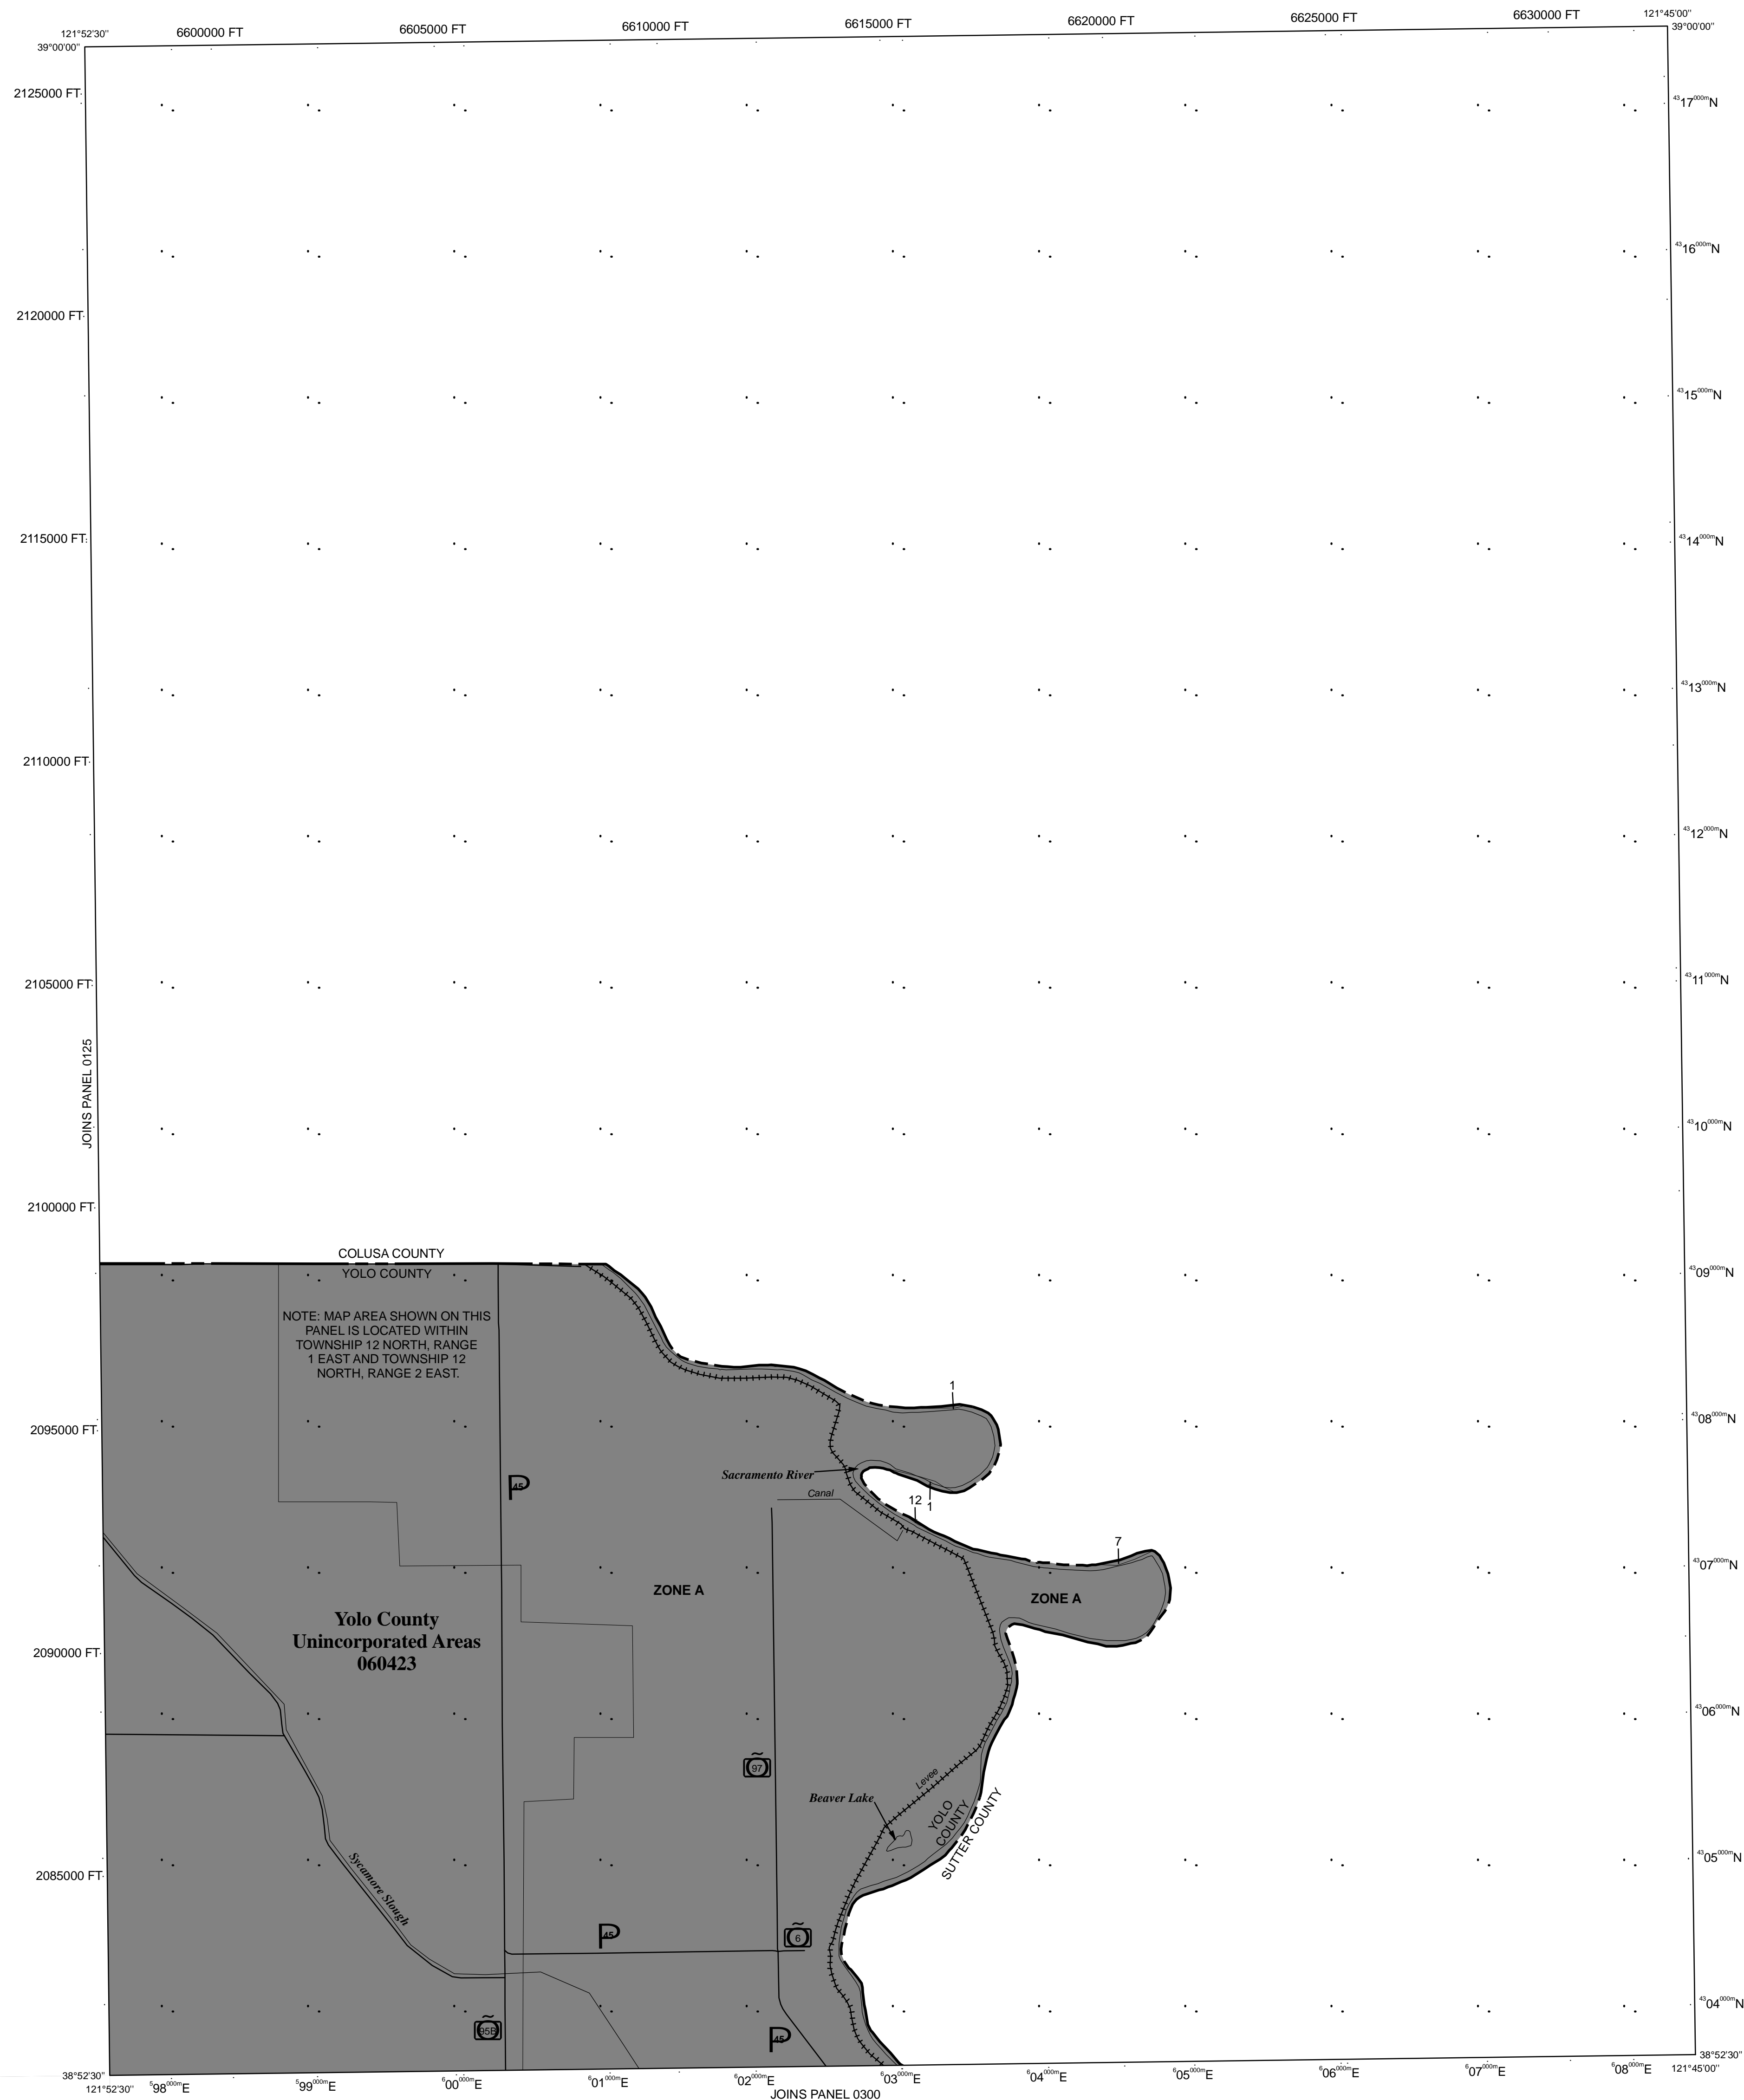 6600000 FT 6605000 FT 6610000 FT 6615000 FT 6620000 FT 6625000 FT 6630000 FT
121°52'30" 121°45'00"
39°00'00" 39°00'00"
2125000 FT
4317000mN
4316000mN
2120000 FT
4315000mN
2115000 FT
4314000mN
4313000mN
2110000 FT
4312000mN
2105000 FT
4311000mN
JOINS PANEL 0125
4310000mN
2100000 FT
COLUSA COUNTY
YOLO COUNTY
4309000mN
NOTE: MAP AREA SHOWN ON THIS
PANEL IS LOCATED WITHIN
TOWNSHIP 12 NORTH, RANGE
1 EAST AND TOWNSHIP 12
NORTH, RANGE 2 EAST.
1
2095000 FT
4308000mN
Sacramento River
45
Canal
12
1
7
4307000mN
ZONE A
ZONE A
Yolo County
Unincorporated Areas
060423
2090000 FT
4306000mN
97
Levee
Beaver Lake
YOLO
COUNTY
SUTTER COUNTY
4305000mN
2085000 FT
Sycamore Slough
45
6
4304000mN
95B
45
38°52'30" 38°52'30"
121°52'30" 121°45'00"
598000mE 599000mE 600000mE 601000mE 602000mE 603000mE 604000mE 605000mE 606000mE 607000mE 608000mE
JOINS PANEL 0300